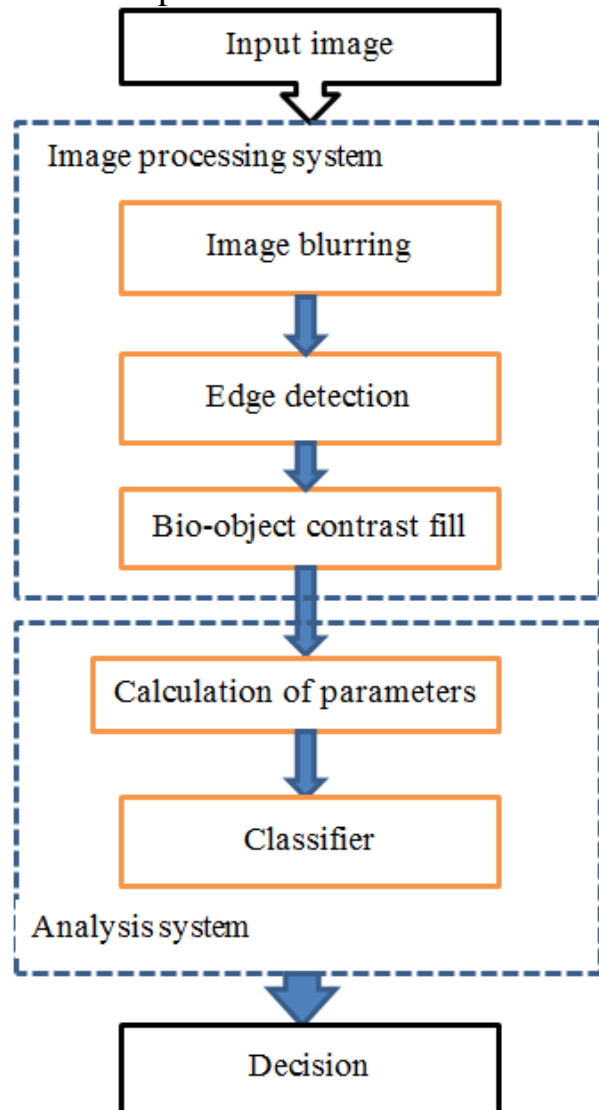 Input image
Image processing system
Image blurring
Edge detection
Bio-object contrast fill
Calculation of parameters
Classifier
Analysis system
Decision